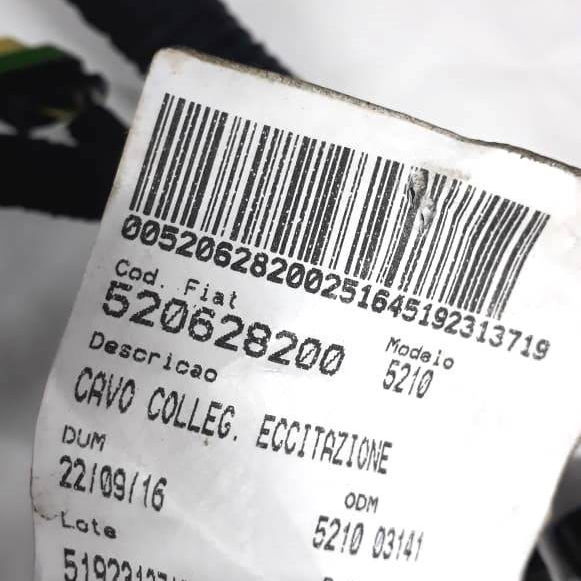 00520628200251645192313719
Cod. Fiat
520628200
Modelo
5210
Descricao
CAVO COLLEG. ECCITAZIONE
DUM
22/09/16
ODM
5210 03141
Lote